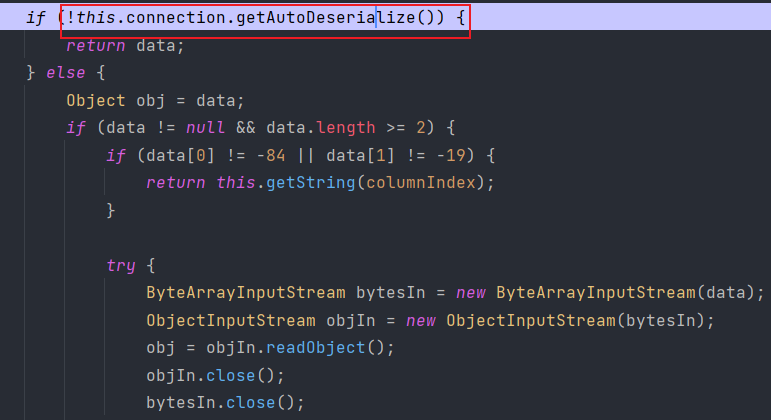 if (!this.connection.getAutoDeserialize()) {
return data;
} else {
Object obj = data;
if (data != null && data.length >= 2) {
if (data[0] != -84 || data[1] != -19) {
return this.getString(columnIndex);
}
try {
ByteArrayInputStream bytesIn = new ByteArrayInputStream(data);
ObjectInputStream objIn = new ObjectInputStream(bytesIn);
obj = objIn.readObject();
objIn.close();
bytesIn.close();